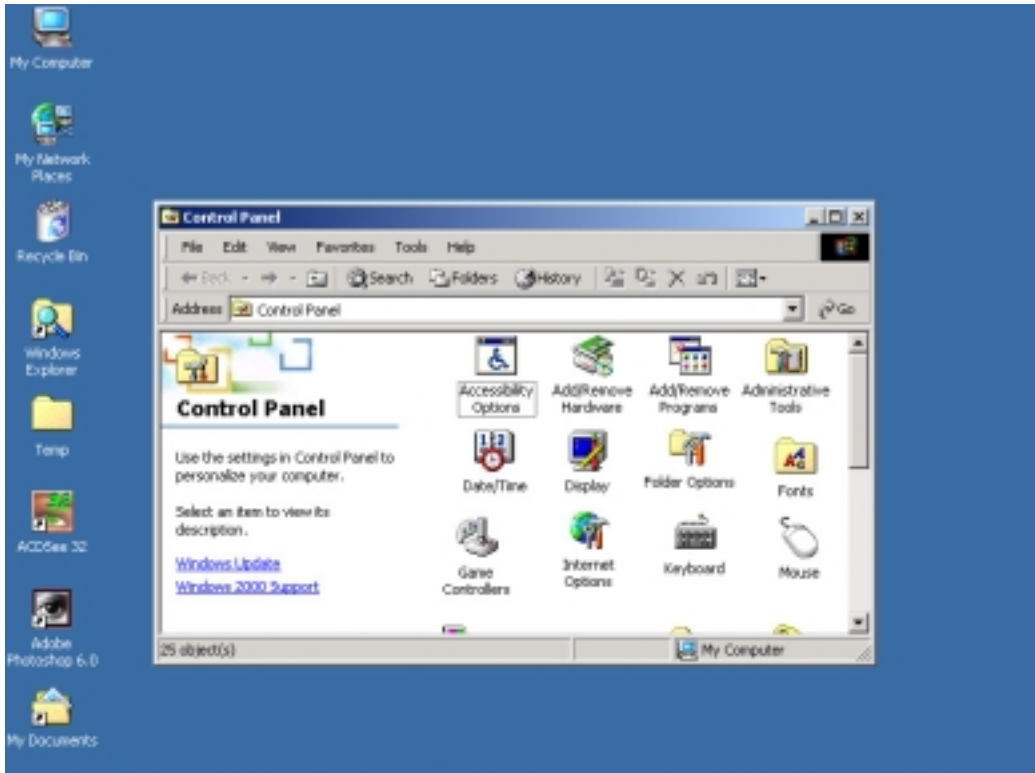 My Computer
My Network
Places
Recycle Bin
Windows
Explorer
Temp
ACDSee 32
Adobe
Photoshop 6.0
My Documents
Control Panel
File Edit View Favorites Tools Help
Back Search Folders History
Address Control Panel Go
Control Panel
Use the settings in Control Panel to
personalize your computer.
Select an item to view its
description.
Windows Update
Windows 2000 Support
Accessibility
Options
Add/Remove
Hardware
Add/Remove
Programs
Administrative
Tools
Date/Time
Display
Folder Options
Fonts
Game
Controllers
Internet
Options
Keyboard
Mouse
25 object(s)
My Computer